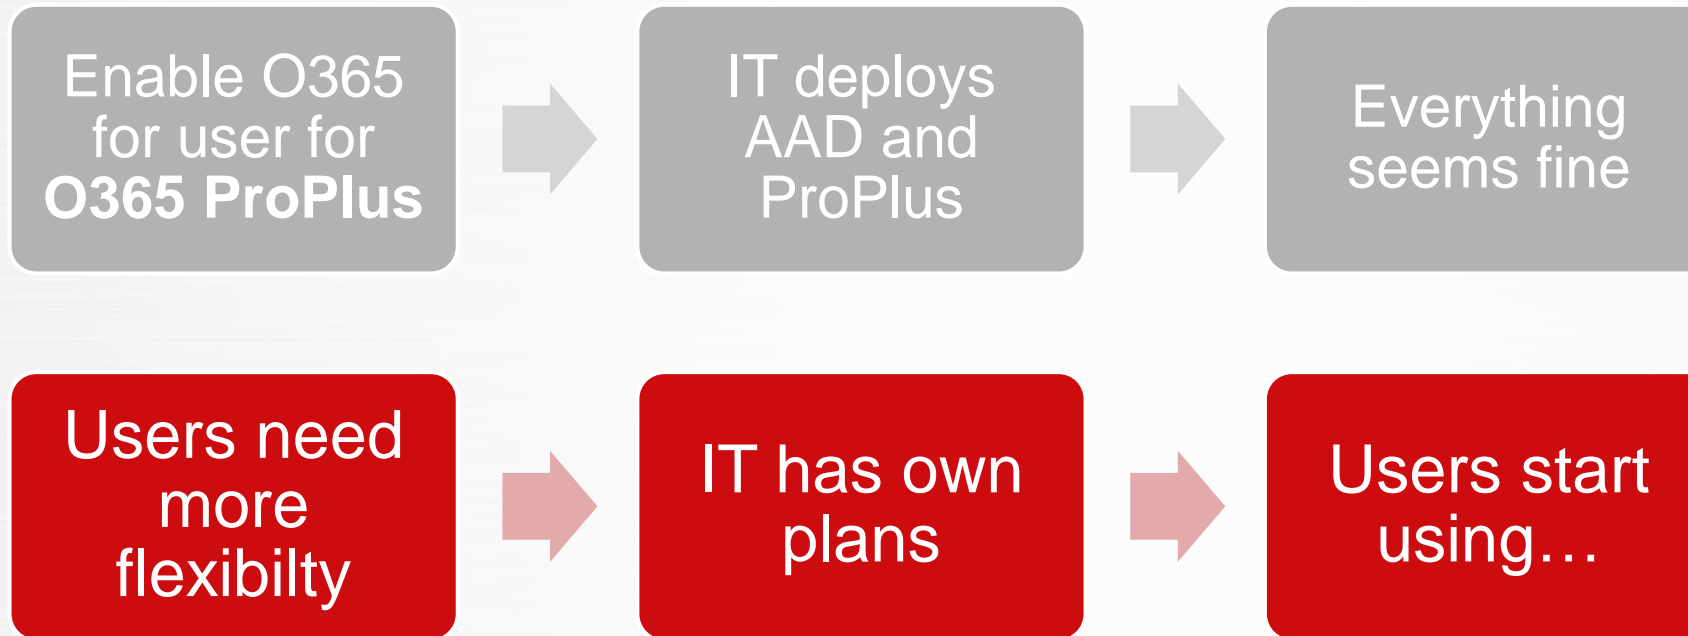 Enable O365
for user for
O365 ProPlus
IT deploys
AAD and
ProPlus
Everything
seems fine
Users need
more
flexibilty
IT has own
plans
Users start
using…